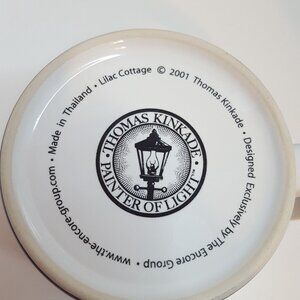 Made in Thailand • Lilac Cottage © 2001 Thomas Kinkade • Designed Exclusively by The Encore Group • www.the-encore-group.com •
• THOMAS KINKADE •
PAINTER OF LIGHT